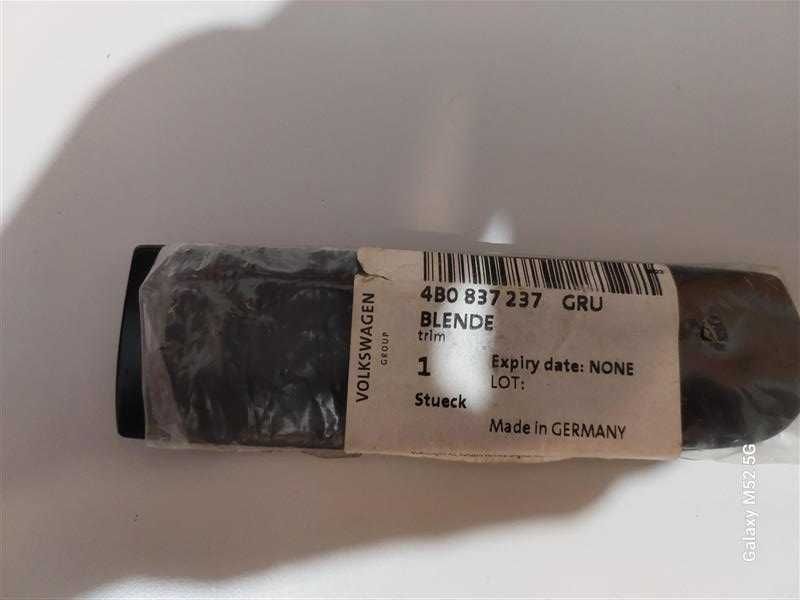 4B0 837 237 GRU
BLENDE
trim
1
Expiry date: NONE
LOT:
Stueck
Made in GERMANY
VOLKSWAGEN
GROUP
Galaxy M52 5G